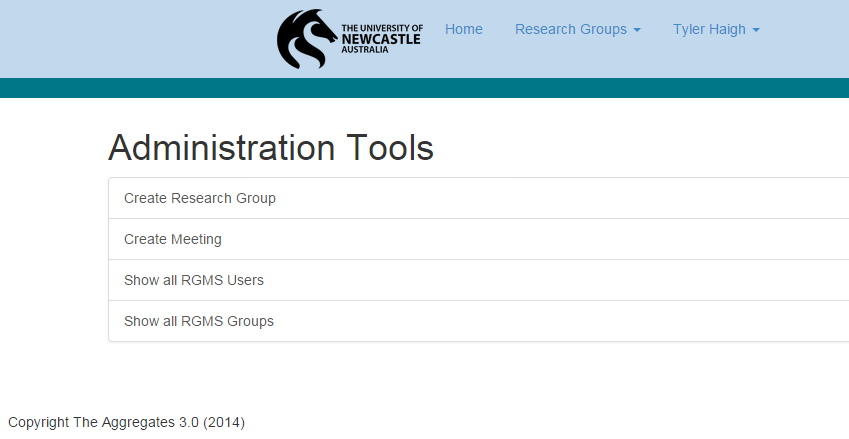 THE UNIVERSITY OF
NEWCASTLE
AUSTRALIA
Home Research Groups Tyler Haigh
Administration Tools
Create Research Group
Create Meeting
Show all RGMS Users
Show all RGMS Groups
Copyright The Aggregates 3.0 (2014)